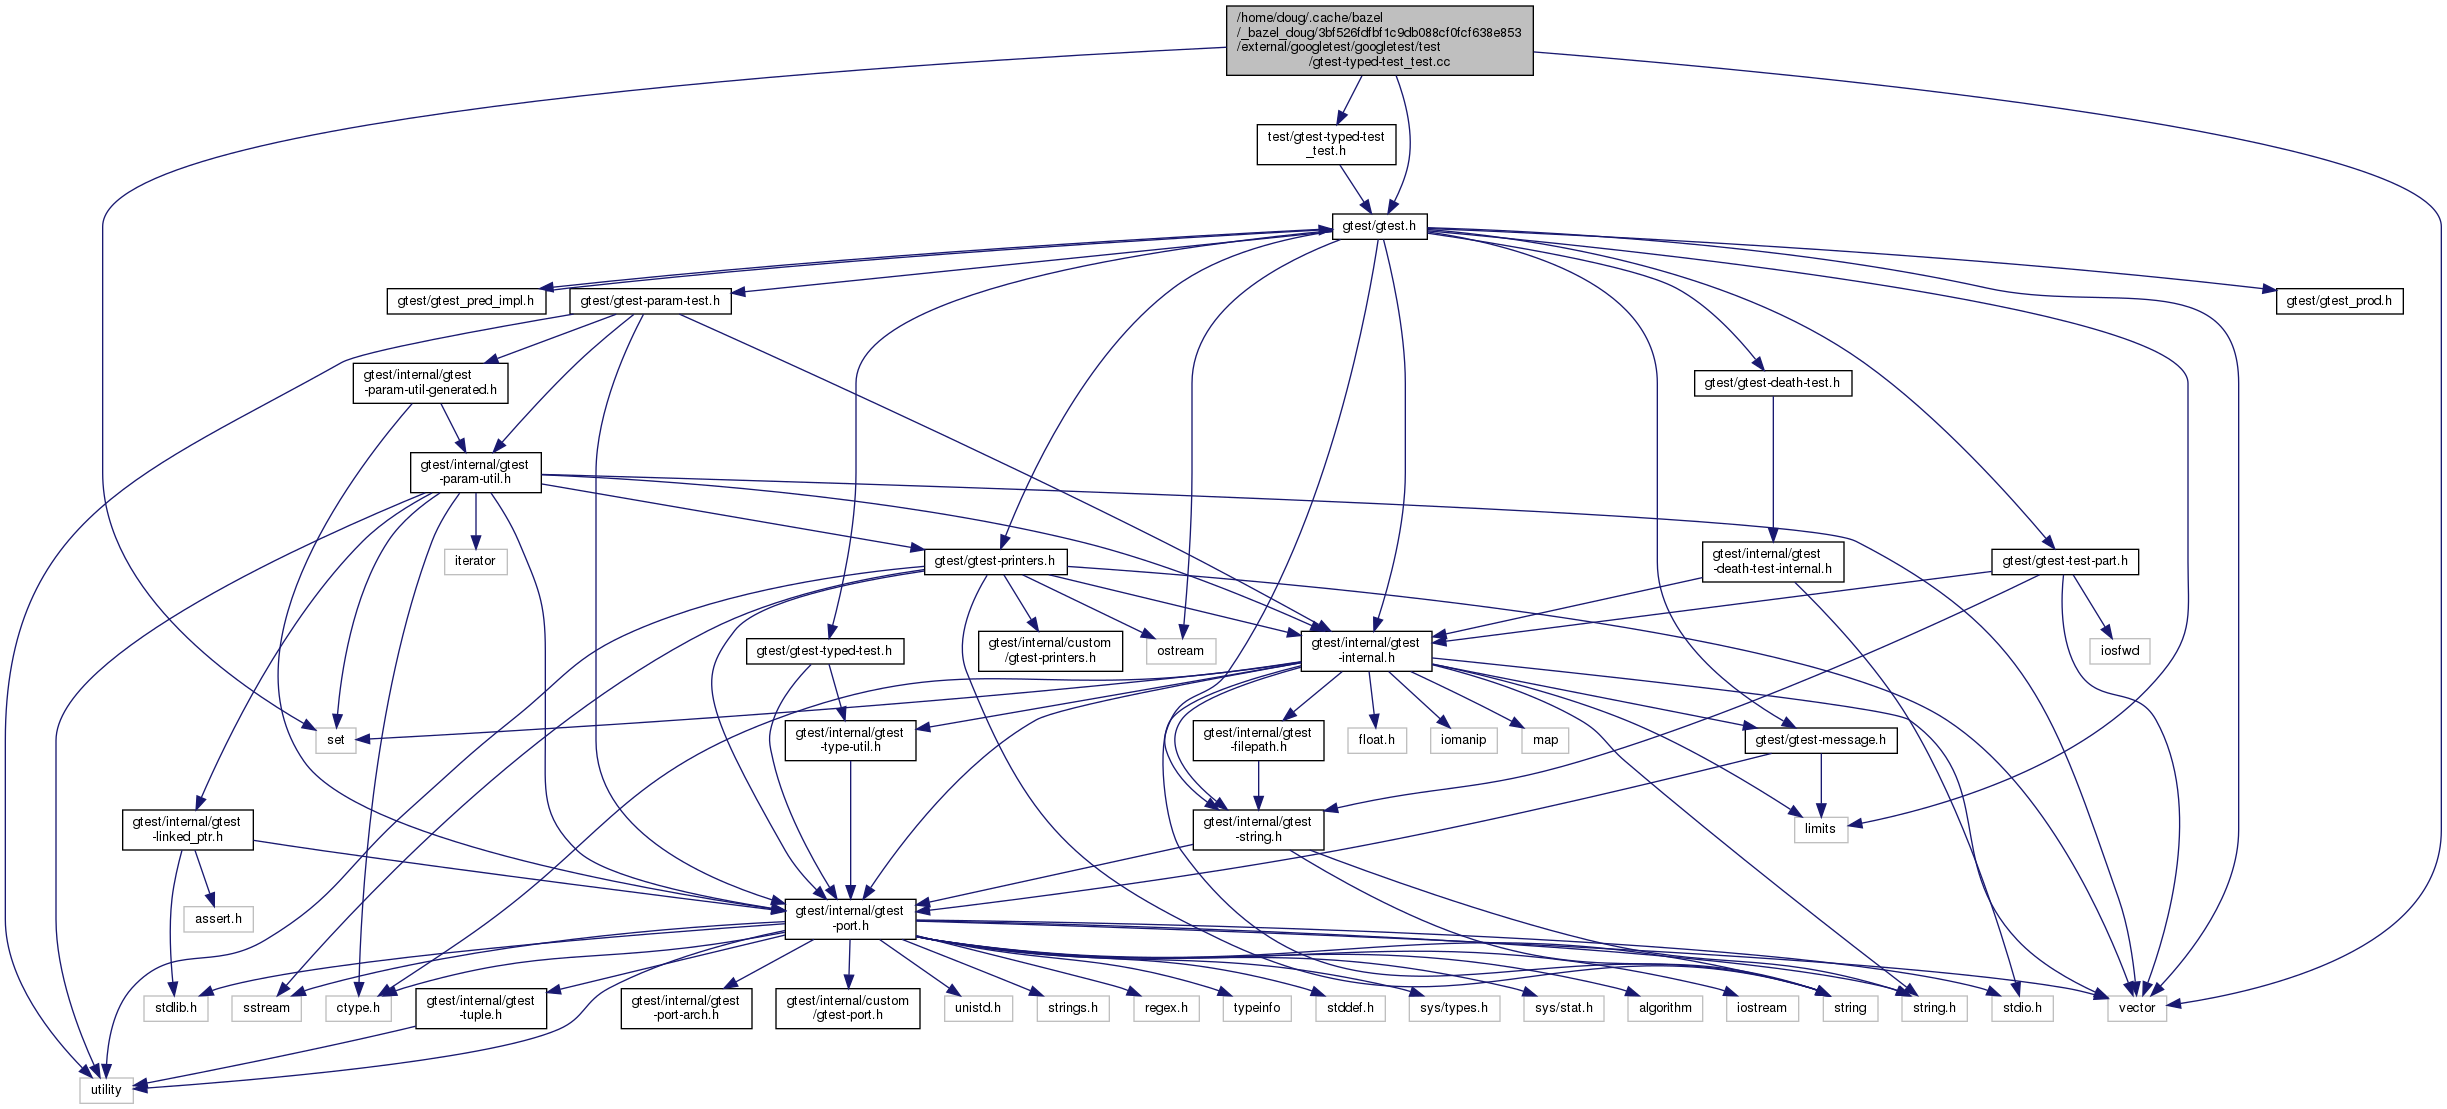 /home/doug/.cache/bazel
/_bazel_doug/3bf526fdfbf1c9db088cf0fcf638e853
/external/googletest/googletest/test
/gtest-typed-test_test.cc
test/gtest-typed-test
_test.h
gtest/gtest.h
gtest/gtest_pred_impl.h
gtest/gtest-param-test.h
gtest/gtest_prod.h
gtest/internal/gtest
-param-util-generated.h
gtest/gtest-death-test.h
gtest/internal/gtest
-param-util.h
iterator
gtest/gtest-printers.h
gtest/internal/gtest
-death-test-internal.h
gtest/gtest-test-part.h
gtest/gtest-typed-test.h
gtest/internal/custom
/gtest-printers.h
ostream
gtest/internal/gtest
-internal.h
iosfwd
set
gtest/internal/gtest
-type-util.h
gtest/internal/gtest
-filepath.h
float.h
iomanip
map
gtest/gtest-message.h
gtest/internal/gtest
-linked_ptr.h
gtest/internal/gtest
-string.h
limits
assert.h
gtest/internal/gtest
-port.h
stdlib.h
sstream
ctype.h
gtest/internal/gtest
-tuple.h
gtest/internal/gtest
-port-arch.h
gtest/internal/custom
/gtest-port.h
unistd.h
strings.h
regex.h
typeinfo
stddef.h
sys/types.h
sys/stat.h
algorithm
iostream
string
string.h
stdio.h
vector
utility